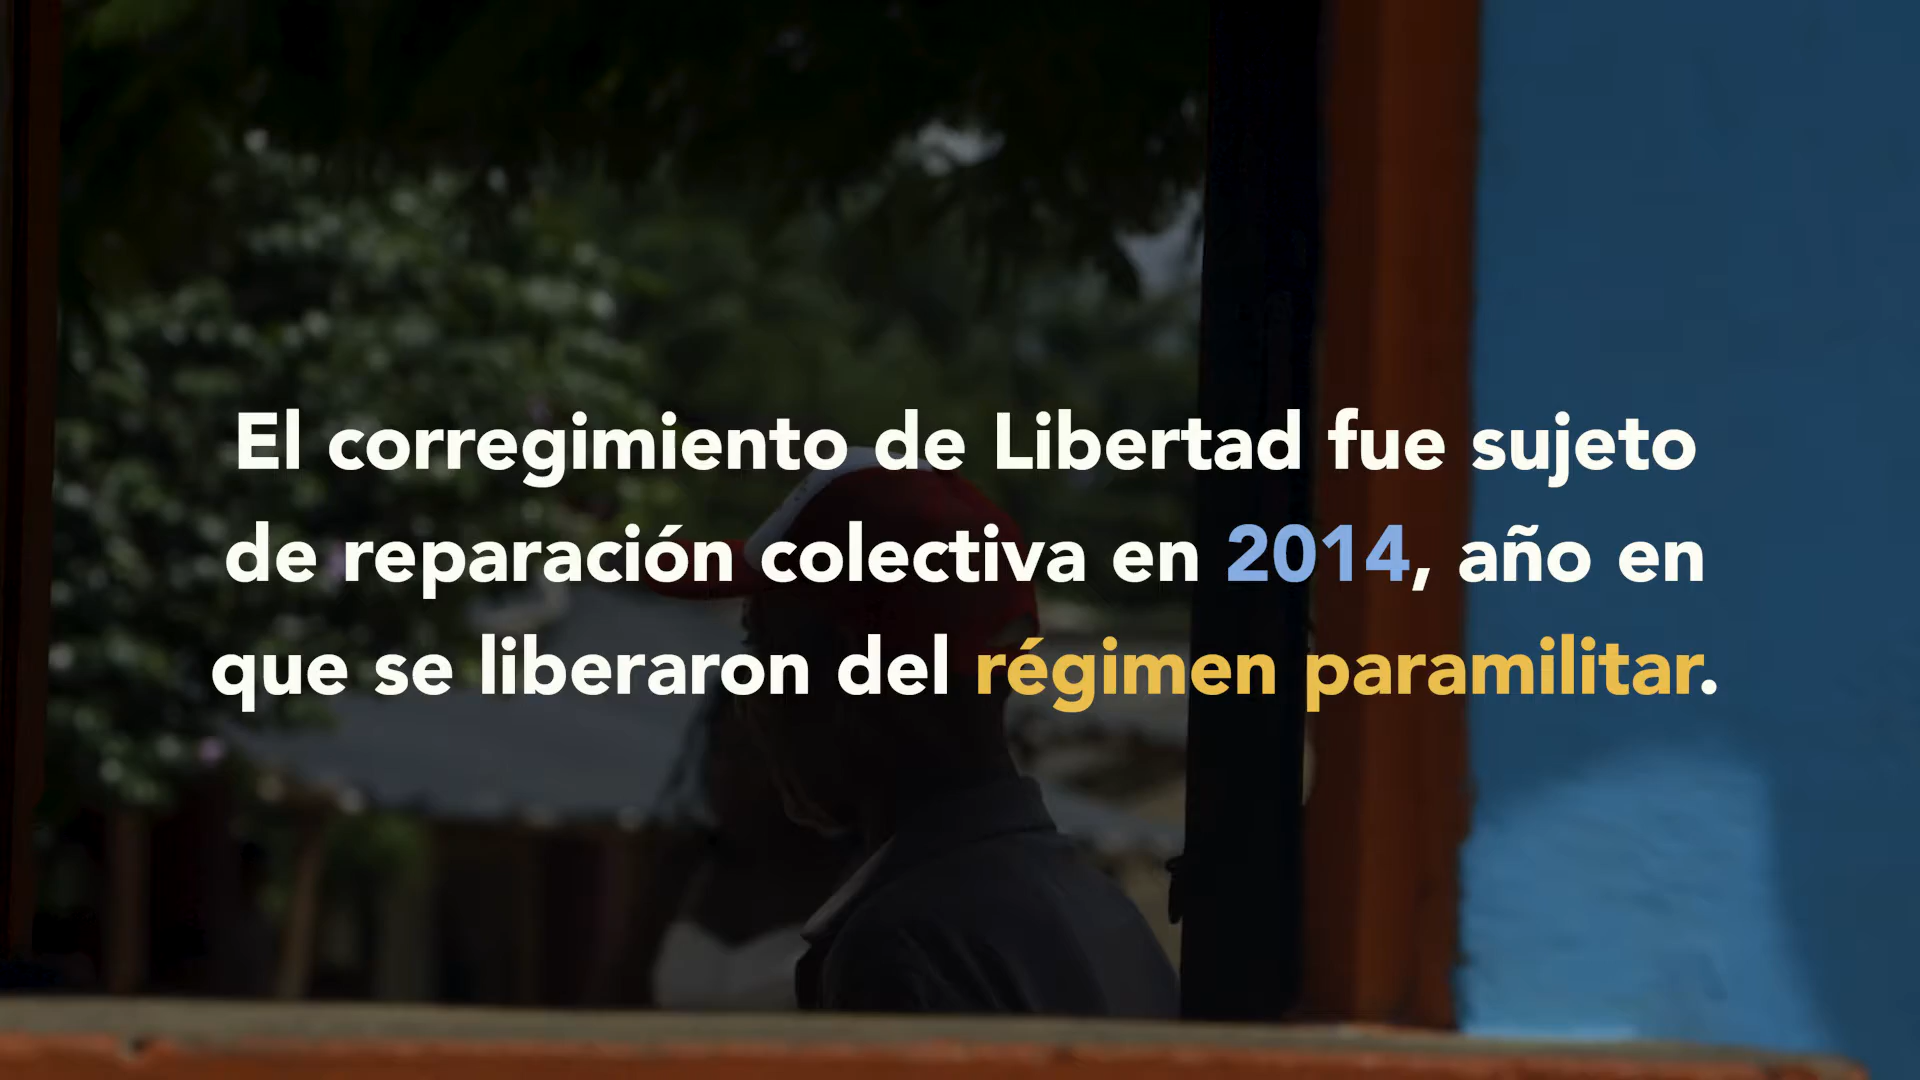 El corregimiento de Libertad fue sujeto
de reparación colectiva en 2014, año en
que se liberaron del régimen paramilitar.